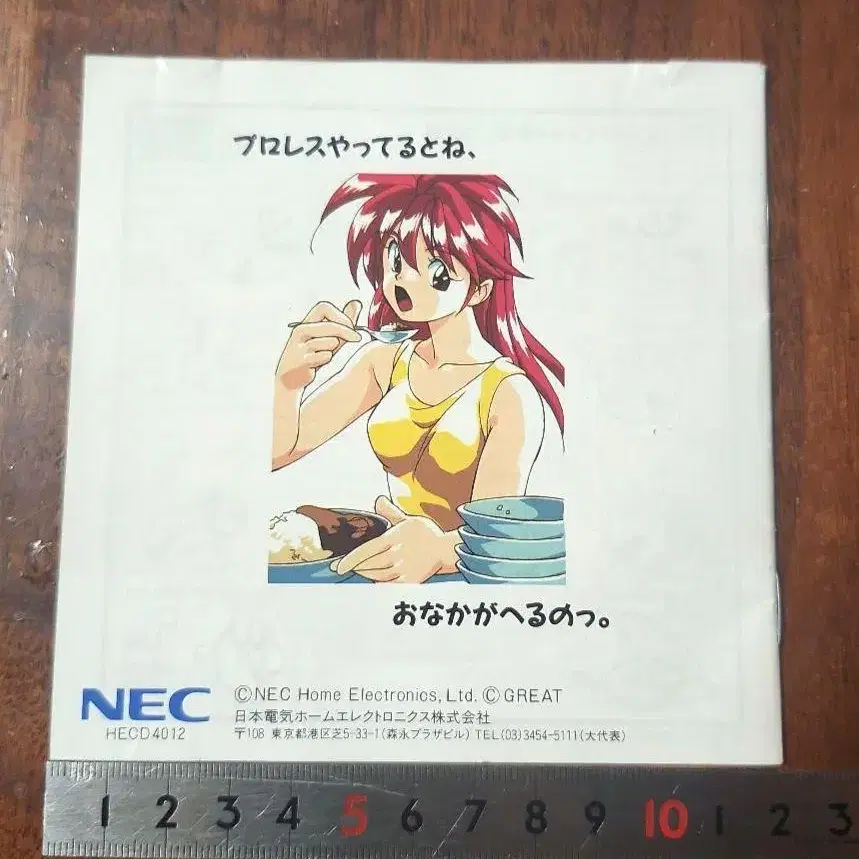 プロレスやってるとね、
おなかがへるのっ。
NEC
HECD4012
©NEC Home Electronics, Ltd. ©GREAT
日本電気ホームエレクトロニクス株式会社
〒108 東京都港区芝5-33-1(森永プラザビル) TEL(03)3454-5111(大代表)
1 2 3 4 5 6 7 8 9 10 1 2 3